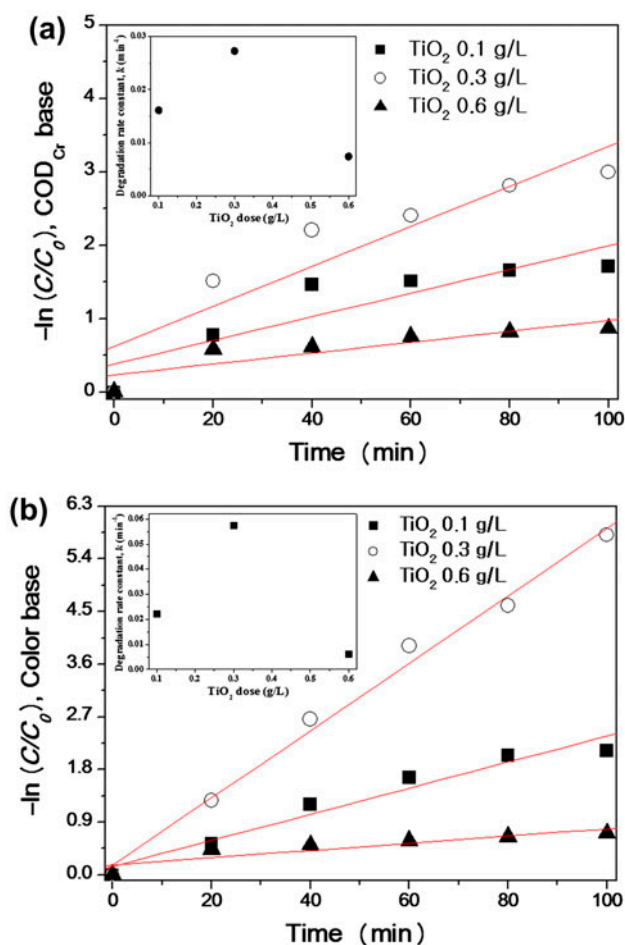 (a)
5
4
3
2
1
0
–ln (C/C₀), COD_Cr base
0 20 40 60 80 100
Time (min)
TiO₂ 0.1 g/L
TiO₂ 0.3 g/L
TiO₂ 0.6 g/L
0.03
0.02
0.01
0.00
Degradation rate constant, k (min⁻¹)
0.1 0.2 0.3 0.4 0.5 0.6
TiO₂ dose (g/L)
(b)
6.3
5.4
4.5
3.6
2.7
1.8
0.9
0.0
–ln (C/C₀), Color base
0 20 40 60 80 100
Time (min)
TiO₂ 0.1 g/L
TiO₂ 0.3 g/L
TiO₂ 0.6 g/L
0.06
0.05
0.04
0.03
0.02
0.01
0.00
Degradation rate constant, k (min⁻¹)
0.1 0.2 0.3 0.4 0.5 0.6
TiO₂ dose (g/L)